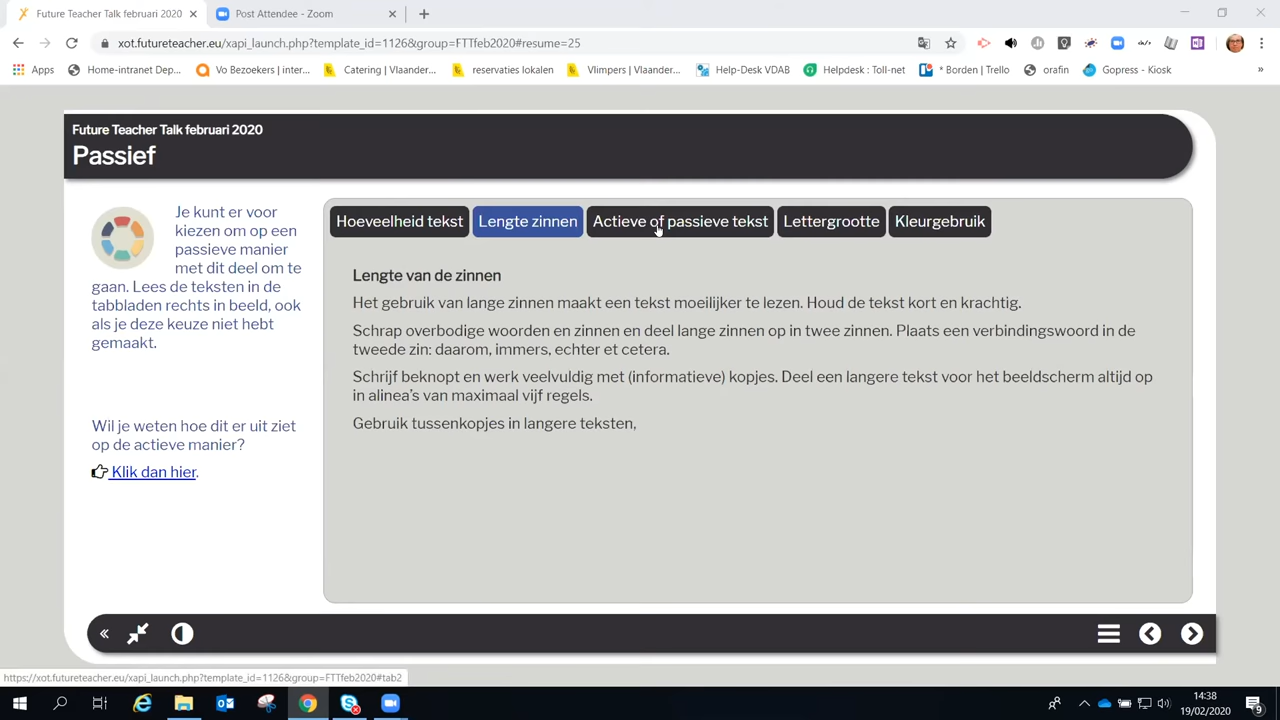 Future Teacher Talk februari 2020
Post Attendee - Zoom
xot.futureteacher.eu/xapi_launch.php?template_id=1126&group=FTTfeb2020#resume=25
Apps
Home-intranet Dep...
Vo Bezoekers | inter...
Catering | Vlaander...
reservaties lokalen
Vlimpers | Vlaander...
Help-Desk VDAB
Helpdesk : Toll-net
* Borden | Trello
orafin
Gopress - Kiosk
»
Future Teacher Talk februari 2020
Passief
Je kunt er voor
kiezen om op een
passieve manier
met dit deel om te
gaan. Lees de teksten in de
tabbladen rechts in beeld, ook
als je deze keuze niet hebt
gemaakt.
Wil je weten hoe dit er uit ziet
op de actieve manier?
Klik dan hier.
Hoeveelheid tekst
Lengte zinnen
Actieve of passieve tekst
Lettergrootte
Kleurgebruik
Lengte van de zinnen
Het gebruik van lange zinnen maakt een tekst moeilijker te lezen. Houd de tekst kort en krachtig.
Schrap overbodige woorden en zinnen en deel lange zinnen op in twee zinnen. Plaats een verbindingswoord in de
tweede zin: daarom, immers, echter et cetera.
Schrijf beknopt en werk veelvuldig met (informatieve) kopjes. Deel een langere tekst voor het beeldscherm altijd op
in alinea's van maximaal vijf regels.
Gebruik tussenkopjes in langere teksten,
https://xot.futureteacher.eu/xapi_launch.php?template_id=1126&group=FTTfeb2020#tab2
14:38
19/02/2020
9